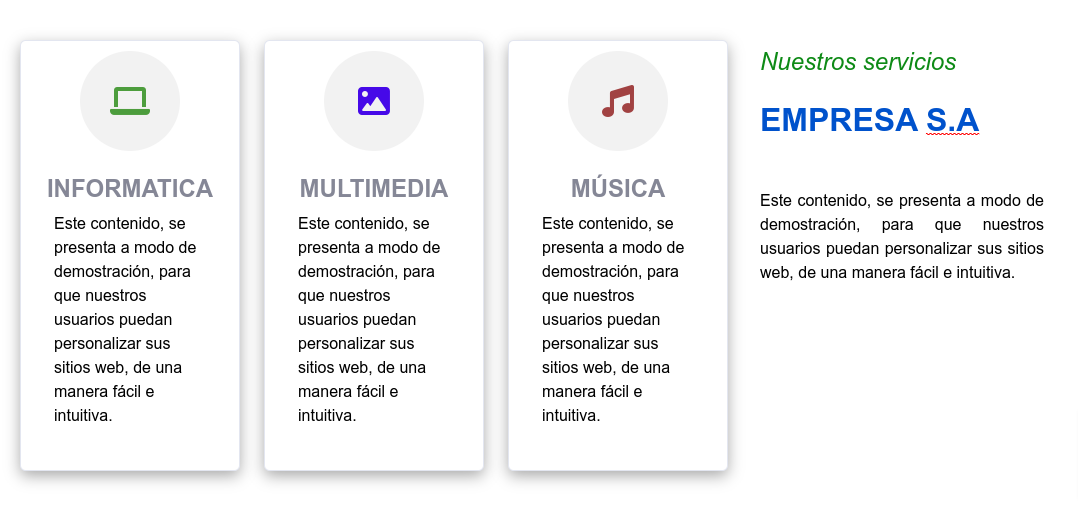 INFORMATICA
Este contenido, se
presenta a modo de
demostración, para
que nuestros
usuarios puedan
personalizar sus
sitios web, de una
manera fácil e
intuitiva.
MULTIMEDIA
Este contenido, se
presenta a modo de
demostración, para
que nuestros
usuarios puedan
personalizar sus
sitios web, de una
manera fácil e
intuitiva.
MÚSICA
Este contenido, se
presenta a modo de
demostración, para
que nuestros
usuarios puedan
personalizar sus
sitios web, de una
manera fácil e
intuitiva.
Nuestros servicios
EMPRESA S.A
Este contenido, se presenta a modo de
demostración, para que nuestros
usuarios puedan personalizar sus sitios
web, de una manera fácil e intuitiva.